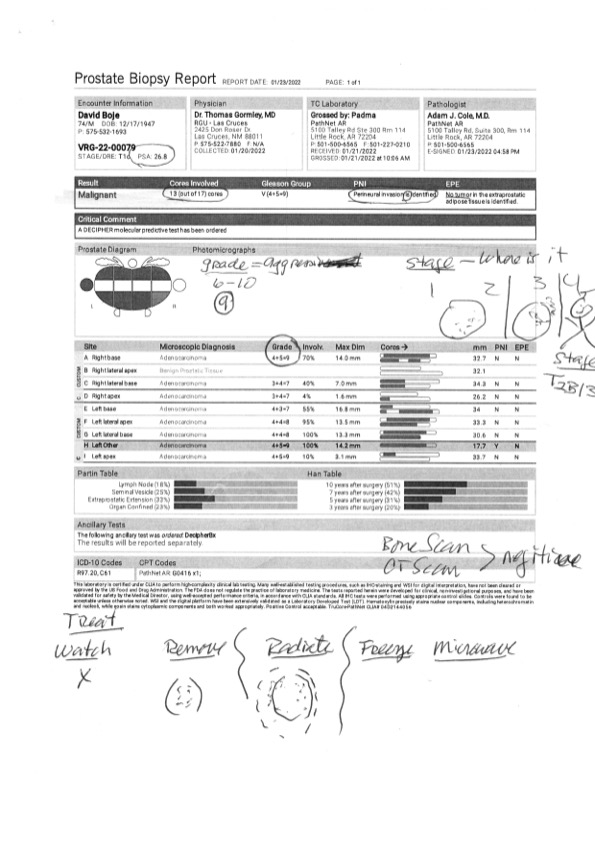 Prostate Biopsy Report REPORT DATE: 01/23/2022 PAGE: 1 of 1
Encounter Information
David Boje
74/M DOB: 12/17/1947
P: 575-532-1693
VRG-22-00079
STAGE/DRE: T1c PSA: 26.8
Physician
Dr. Thomas Gormley, MD
RGU - Las Cruces
2425 Don Roser Dr.
Las Cruces, NM 88011
P: 575-522-7880 F: N/A
COLLECTED: 01/20/2022
TC Laboratory
Grossed by: Padma
PathNet AR
5100 Talley Rd Ste 300 Rm 114
Little Rock, AR 72204
P: 501-500-6565 F: 501-227-0210
RECEIVED: 01/21/2022
GROSSED: 01/21/2022 at 10:56 AM
Pathologist
Adam J. Cole, M.D.
PathNet AR
5100 Talley Rd, Suite 300, Rm 114
Little Rock, AR 72204
P: 501-500-6565
E-SIGNED: 01/23/2022 04:58 PM
Result Cores Involved Gleason Group PNI EPE
Malignant 13 (out of 17) cores V (4+5=9) Perineural invasion is identified. No tumor in the extraprostatic
adipose tissue is identified.
Critical Comment
A DECIPHER molecular predictive test has been ordered
Prostate Diagram Photomicrographs
grade =
6-10
9
stage - where is it
1 2 3 4
Stage
T2B/3
Site Microscopic Diagnosis Grade Involv. Max Dim Cores → mm PNI EPE
A Right base Adenocarcinoma 4+5=9 70% 14.0 mm 32.7 N N
B Right lateral apex Benign Prostatic Tissue 32.1
C Right lateral base Adenocarcinoma 3+4=7 40% 7.0 mm 34.3 N N
D Right apex Adenocarcinoma 3+4=7 4% 1.6 mm 26.2 N N
E Left base Adenocarcinoma 4+3=7 55% 16.8 mm 34 N N
F Left lateral apex Adenocarcinoma 4+4=8 95% 13.5 mm 33.3 N N
G Left lateral base Adenocarcinoma 4+4=8 100% 13.3 mm 30.6 N N
H Left Other Adenocarcinoma 4+5=9 100% 14.2 mm 17.7 Y N
I Left apex Adenocarcinoma 4+5=9 10% 3.1 mm 33.7 N N
Partin Table
Lymph Node (18%)
Seminal Vesicle (25%)
Extraprostatic Extension (32%)
Organ Confined (23%)
Han Table
10 years after surgery (51%)
7 years after surgery (42%)
5 years after surgery (31%)
3 years after surgery (20%)
Ancillary Tests
The following ancillary test was ordered: DecipherBx
The results will be reported separately.
Bone Scan
CT Scan > negative
ICD-10 Codes
R97.20, C61
CPT Codes
PathNet AR: G0416 x1;
Treat
Watch Remove Radiate Freeze Microwave
X